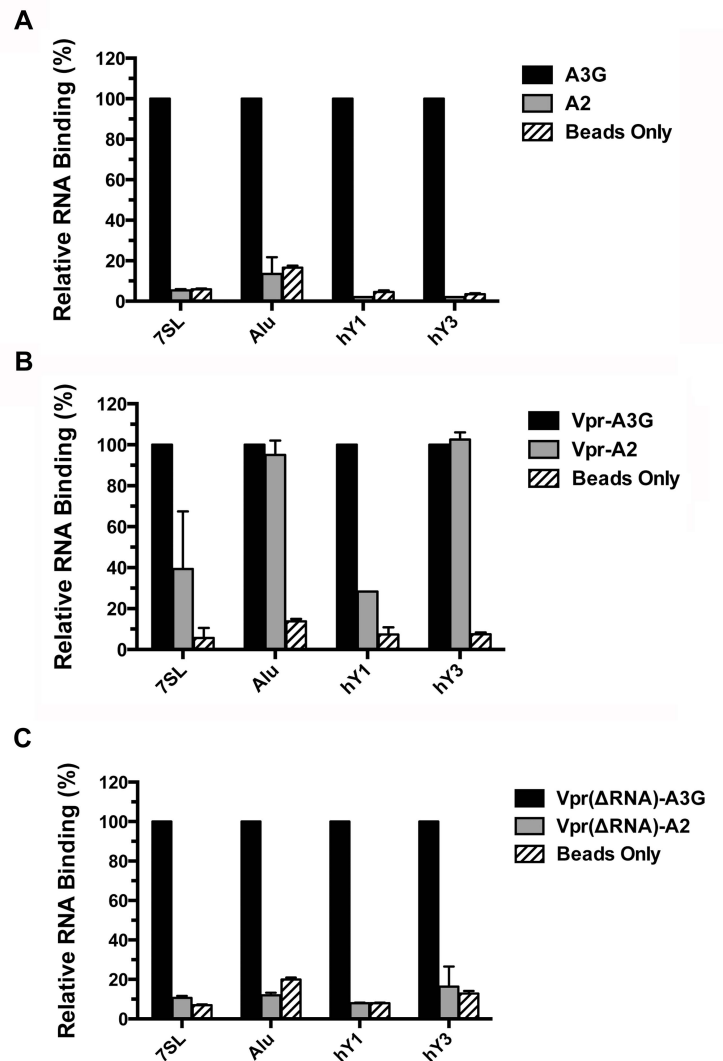 A
Relative RNA Binding (%)
120
100
80
60
40
20
0
7SL
Alu
hY1
hY3
A3G
A2
Beads Only
B
Relative RNA Binding (%)
120
100
80
60
40
20
0
7SL
Alu
hY1
hY3
Vpr-A3G
Vpr-A2
Beads Only
C
Relative RNA Binding (%)
120
100
80
60
40
20
0
7SL
Alu
hY1
hY3
Vpr(ΔRNA)-A3G
Vpr(ΔRNA)-A2
Beads Only